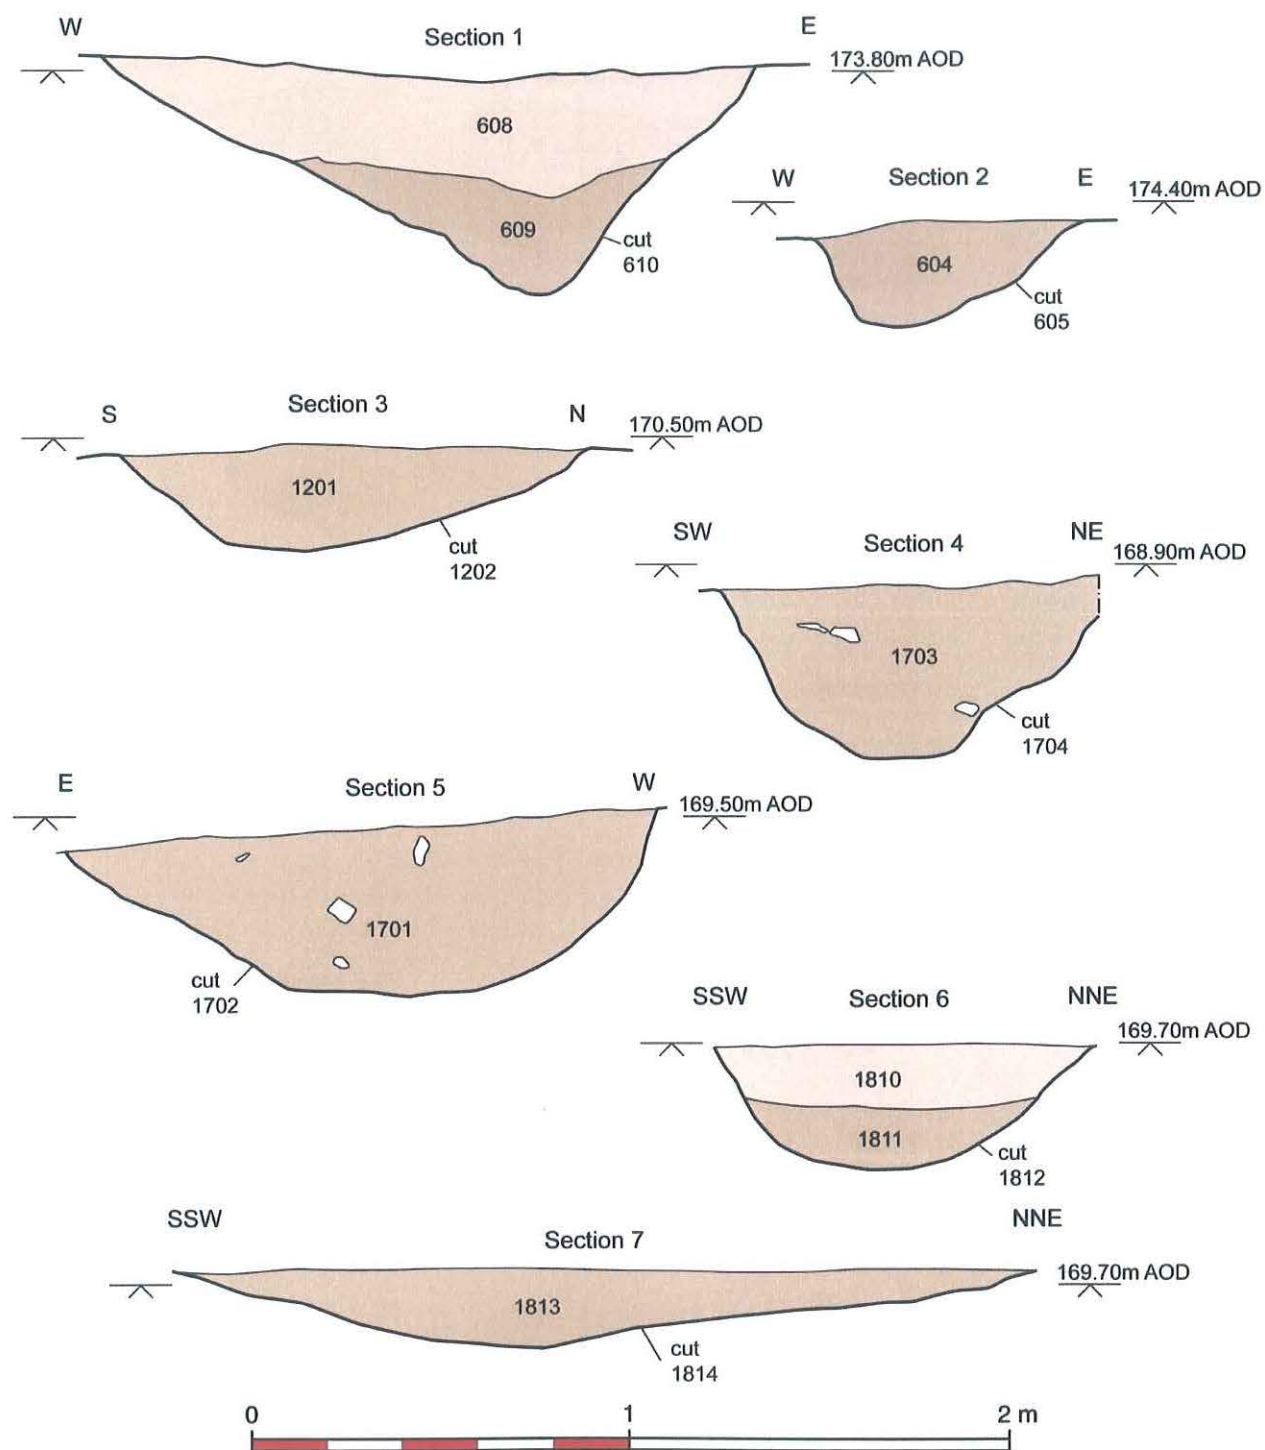 W Section 1 E
173.80m AOD
608
609
cut
610
W Section 2 E
174.40m AOD
604
cut
605
S Section 3 N
170.50m AOD
1201
cut
1202
SW Section 4 NE
168.90m AOD
1703
cut
1704
E Section 5 W
169.50m AOD
1701
cut
1702
SSW Section 6 NNE
169.70m AOD
1810
1811
cut
1812
SSW Section 7 NNE
169.70m AOD
1813
cut
1814
0 1 2 m